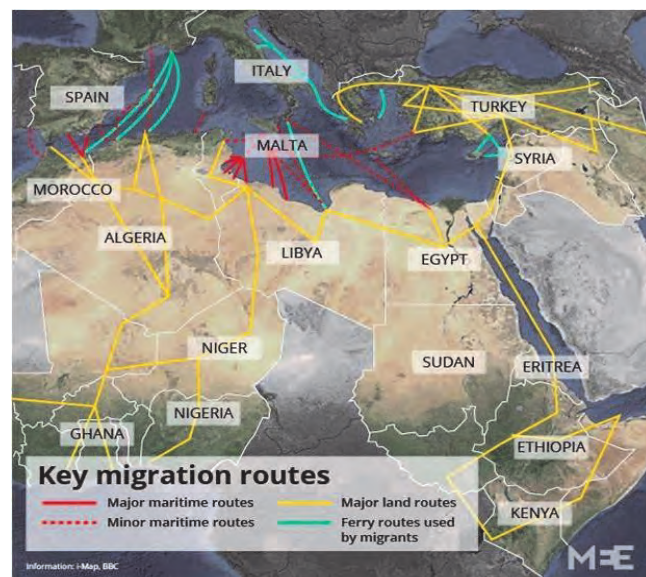 ITALY
SPAIN
TURKEY
MALTA
SYRIA
MOROCCO
ALGERIA
LIBYA
EGYPT
NIGER
SUDAN
ERITREA
NIGERIA
GHANA
ETHIOPIA
KENYA
Key migration routes
Major maritime routes
Major land routes
Minor maritime routes
Ferry routes used
by migrants
Information: i-Map, BBC
MEE